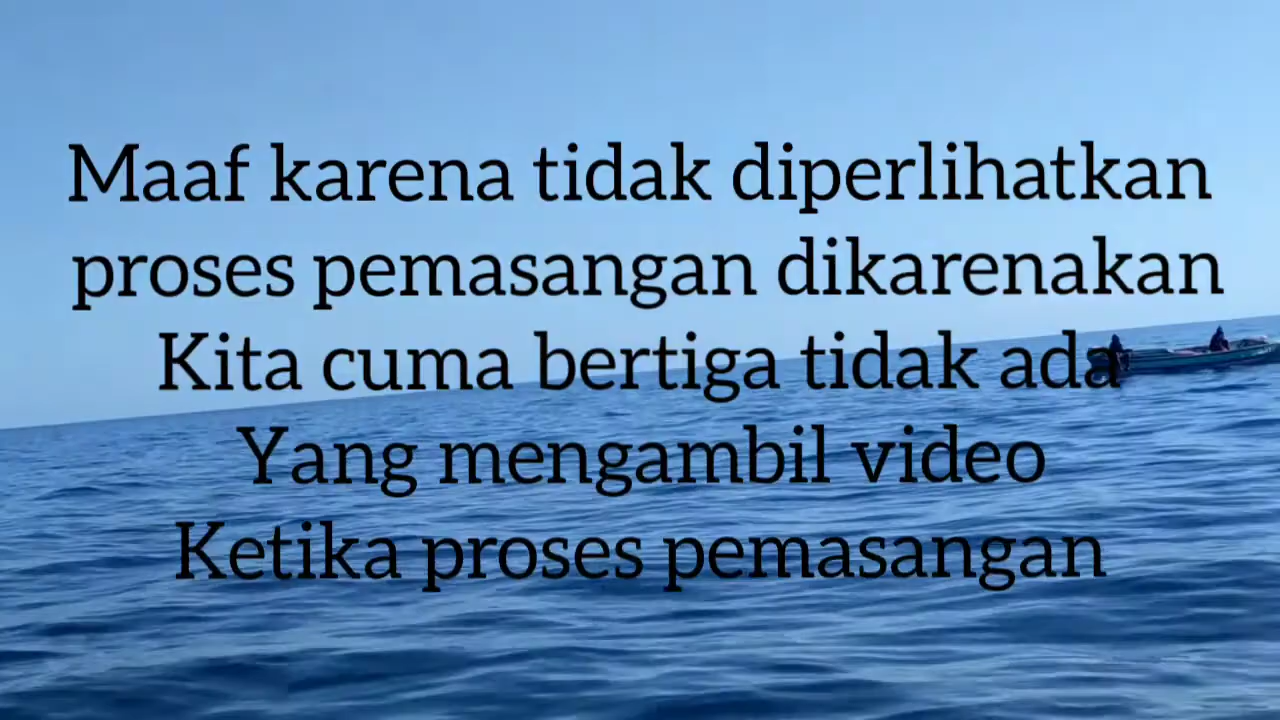 Maaf karena tidak diperlihatkan
proses pemasangan dikarenakan
Kita cuma bertiga tidak ada
Yang mengambil video
Ketika proses pemasangan